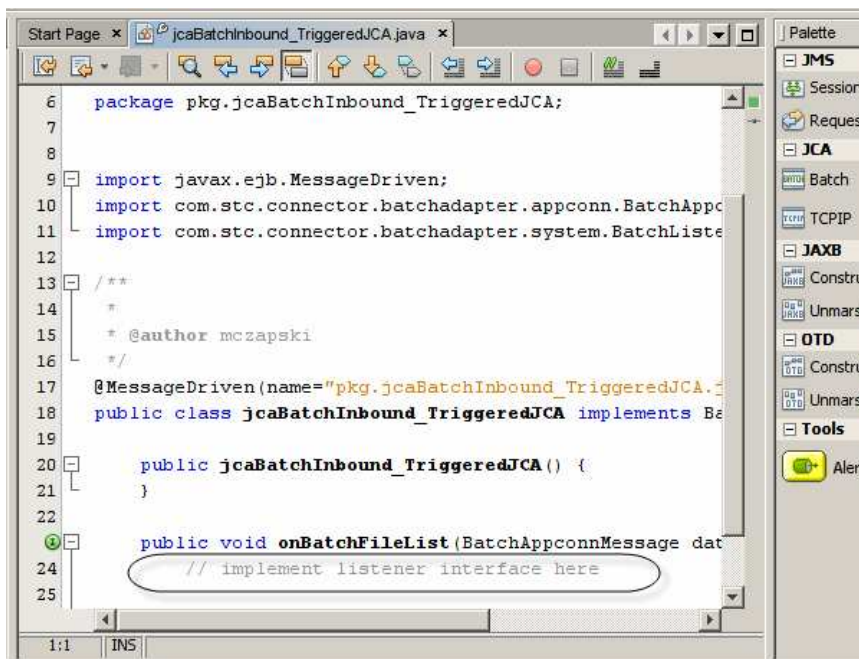 Start Page
jcaBatchInbound_TriggeredJCA.java
6 package pkg.jcaBatchInbound_TriggeredJCA;
7
8
9 import javax.ejb.MessageDriven;
10 import com.stc.connector.batchadapter.appconn.BatchAppc
11 import com.stc.connector.batchadapter.system.BatchListe
12
13 /**
14 *
15 * @author mczapski
16 */
17 @MessageDriven(name="pkg.jcaBatchInbound_TriggeredJCA.j
18 public class jcaBatchInbound_TriggeredJCA implements Ba
19
20 public jcaBatchInbound_TriggeredJCA() {
21 }
22
public void onBatchFileList(BatchAppconnMessage dat
24 // implement listener interface here
25
1:1 INS
Palette
JMS
Session
Reques
JCA
Batch
TCPIP
JAXB
Constru
Unmars
OTD
Constru
Unmars
Tools
Aler